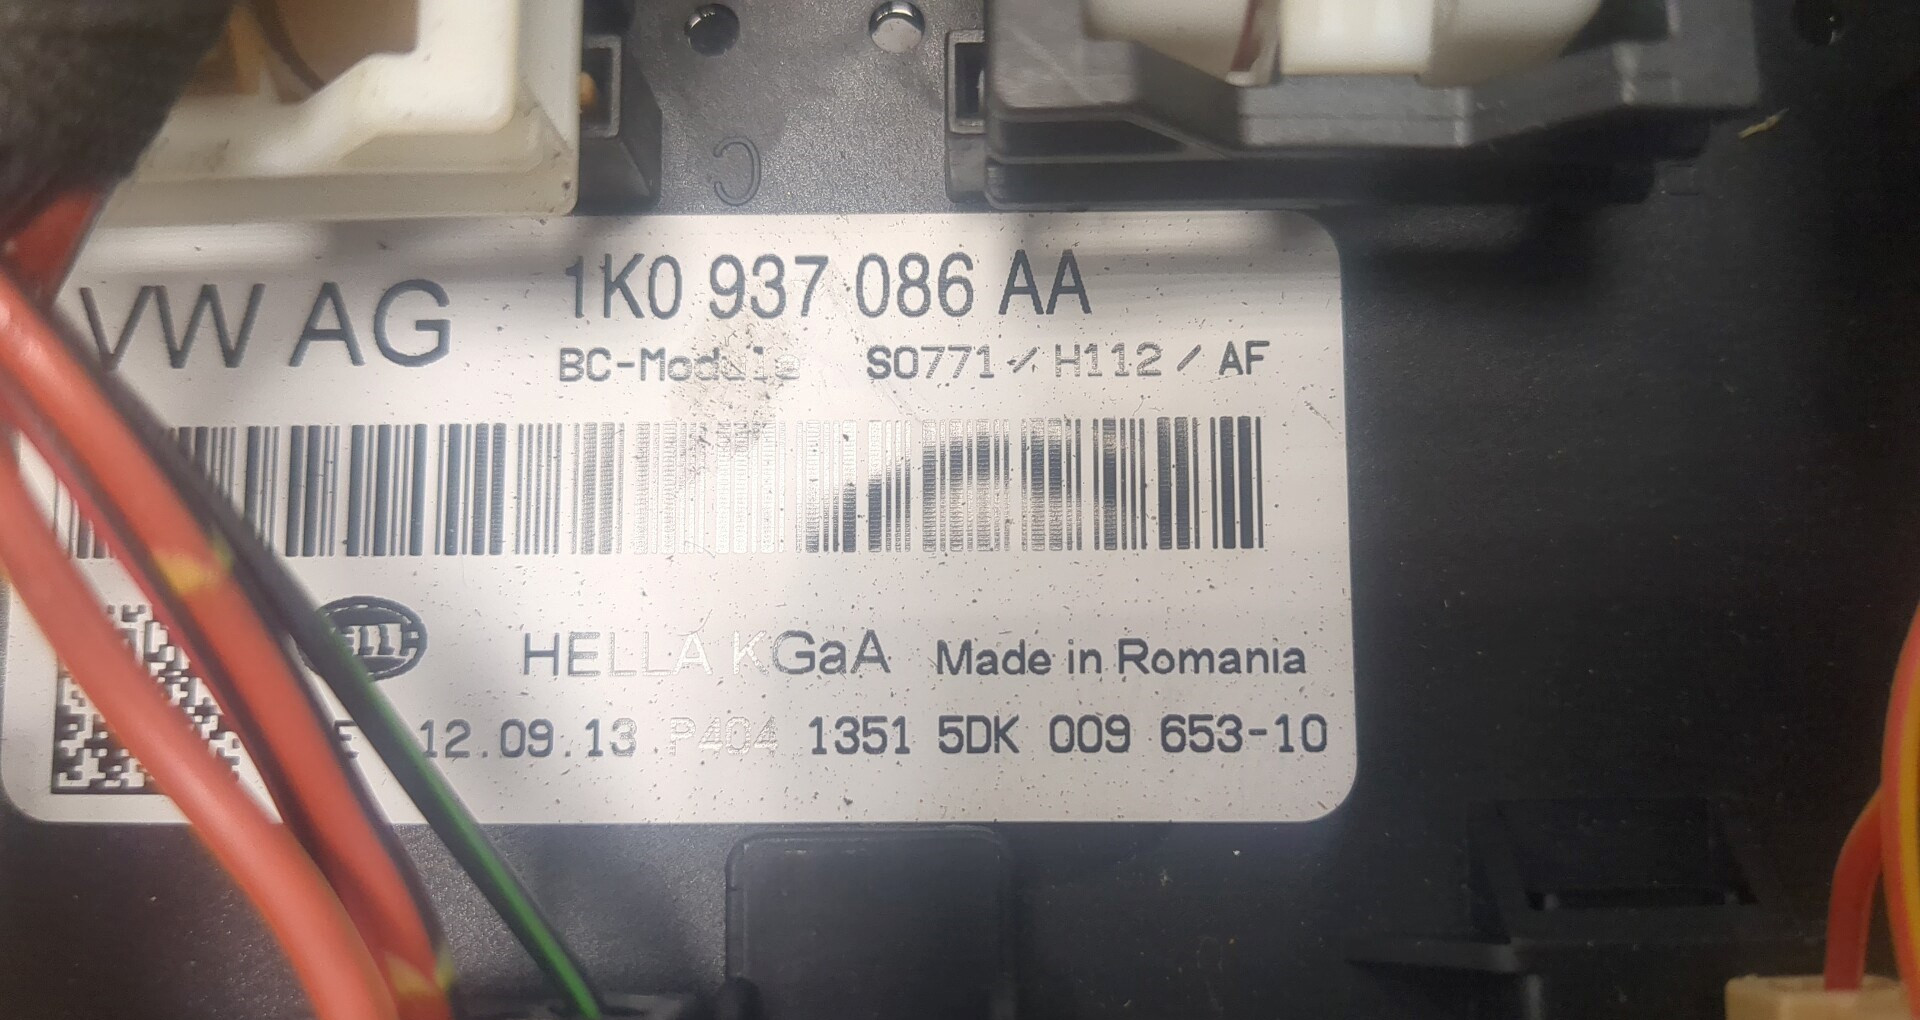 C
VW AG 1K0 937 086 AA
BC-Module S0771 / H112 / AF
HELLA HELLA KGaA Made in Romania
E 12.09.13 P404 1351 5DK 009 653-10